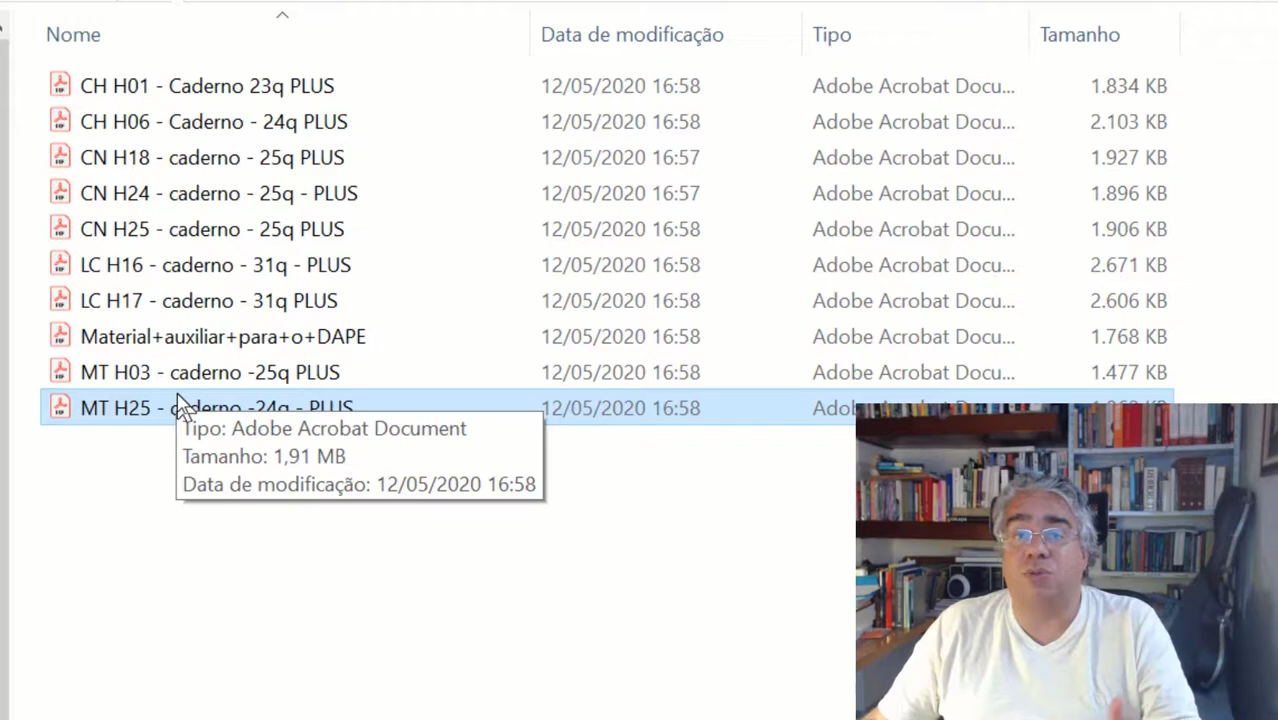 Nome Data de modificação Tipo Tamanho
CH H01 - Caderno 23q PLUS 12/05/2020 16:58 Adobe Acrobat Docu... 1.834 KB
CH H06 - Caderno - 24q PLUS 12/05/2020 16:58 Adobe Acrobat Docu... 2.103 KB
CN H18 - caderno - 25q PLUS 12/05/2020 16:57 Adobe Acrobat Docu... 1.927 KB
CN H24 - caderno - 25q - PLUS 12/05/2020 16:57 Adobe Acrobat Docu... 1.896 KB
CN H25 - caderno - 25q PLUS 12/05/2020 16:58 Adobe Acrobat Docu... 1.906 KB
LC H16 - caderno - 31q - PLUS 12/05/2020 16:58 Adobe Acrobat Docu... 2.671 KB
LC H17 - caderno - 31q PLUS 12/05/2020 16:58 Adobe Acrobat Docu... 2.606 KB
Material+auxiliar+para+o+DAPE 12/05/2020 16:58 Adobe Acrobat Docu... 1.768 KB
MT H03 - caderno -25q PLUS 12/05/2020 16:58 Adobe Acrobat Docu... 1.477 KB
MT H25 - caderno -24q - PLUS 12/05/2020 16:58
Tipo: Adobe Acrobat Document
Tamanho: 1,91 MB
Data de modificação: 12/05/2020 16:58